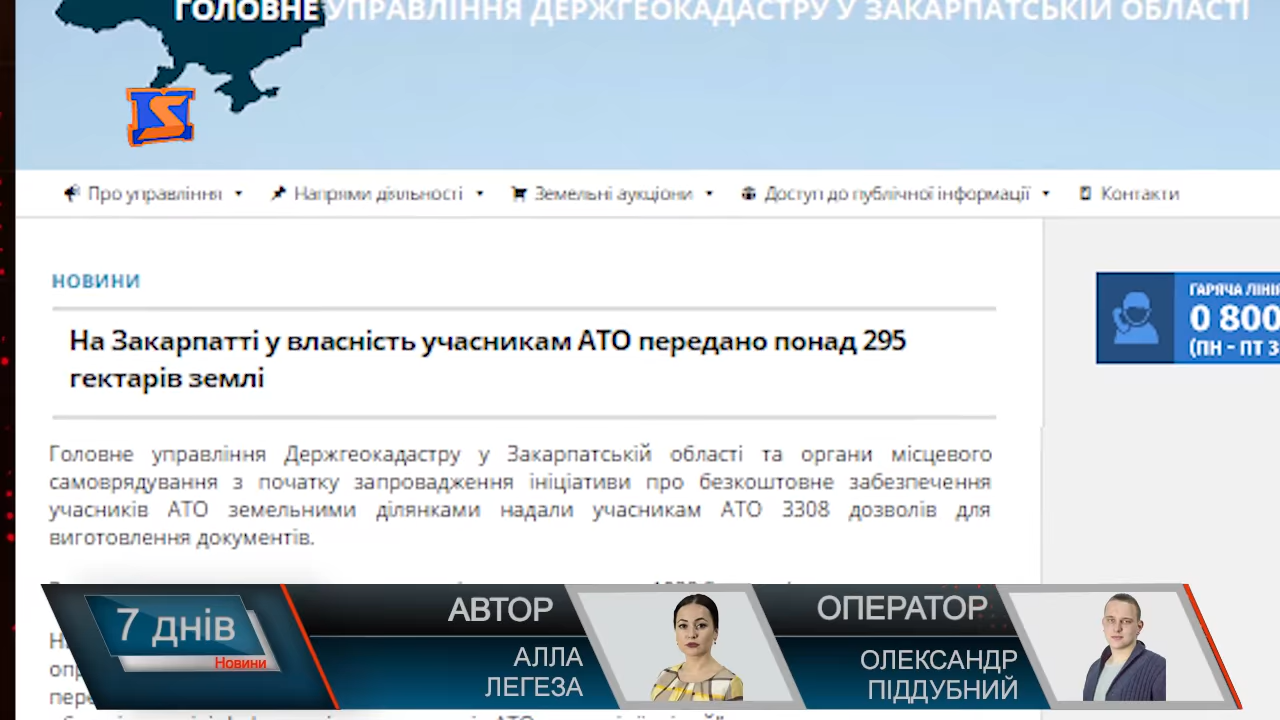 ГОЛОВНЕ УПРАВЛІННЯ ДЕРЖГЕОКАДАСТРУ У ЗАКАРПАТСЬКІЙ ОБЛАСТІ
Про управління Напрями діяльності Земельні аукціони Доступ до публічної інформації Контакти
НОВИНИ
ГАРЯЧА
0 800
(ПН - ПТ З
На Закарпатті у власність учасникам АТО передано понад 295
гектарів землі
Головне управління Держгеокадастру у Закарпатській області та органи місцевого
самоврядування з початку запровадження ініціативи про безкоштовне забезпечення
учасників АТО земельними ділянками надали учасникам АТО 3308 дозволів для
виготовлення документів.
7 днів
Новини
АВТОР
АЛЛА
ЛЕГЕЗА
ОПЕРАТОР
ОЛЕКСАНДР
ПІДДУБНИЙ